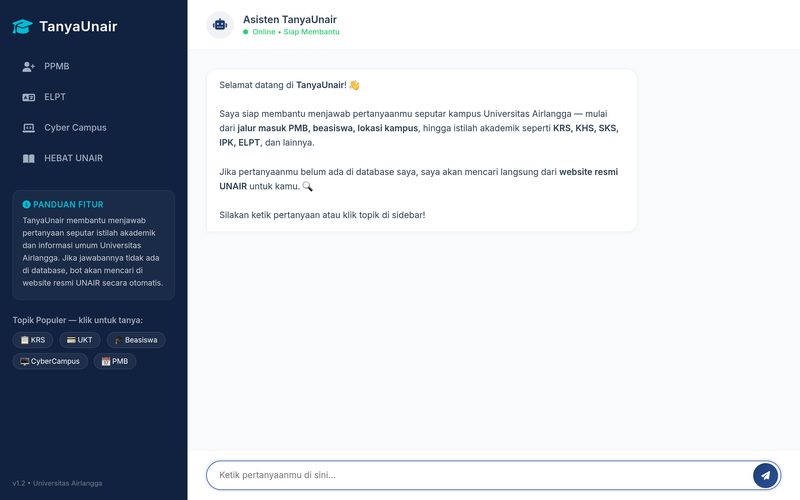 TanyaUnair
PPMB
ELPT
Cyber Campus
HEBAT UNAIR
PANDUAN FITUR
TanyaUnair membantu menjawab
pertanyaan seputar istilah akademik
dan informasi umum Universitas
Airlangga. Jika jawabannya tidak ada
di database, bot akan mencari di
website resmi UNAIR secara otomatis.
Topik Populer — klik untuk tanya:
KRS
UKT
Beasiswa
CyberCampus
PMB
v1.2 • Universitas Airlangga
Asisten TanyaUnair
Online • Siap Membantu
Selamat datang di TanyaUnair! 👋
Saya siap membantu menjawab pertanyaanmu seputar kampus Universitas Airlangga — mulai
dari jalur masuk PMB, beasiswa, lokasi kampus, hingga istilah akademik seperti KRS, KHS, SKS,
IPK, ELPT, dan lainnya.
Jika pertanyaanmu belum ada di database saya, saya akan mencari langsung dari website resmi
UNAIR untuk kamu. 🔍
Silakan ketik pertanyaan atau klik topik di sidebar!
Ketik pertanyaanmu di sini...